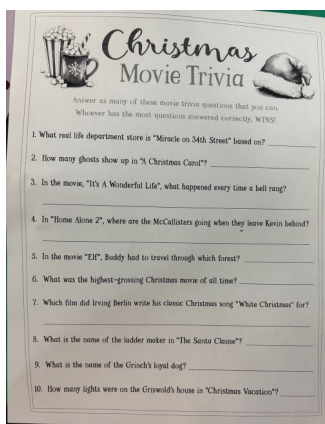 Christmas
Movie Trivia
Answer as many of these movie trivia questions that you can.
Whoever has the most questions answered correctly, WINS!
1. What real life department store is "Miracle on 34th Street" based on?
2. How many ghosts show up in "A Christmas Carol"?
3. In the movie, "It's A Wonderful Life", what happened every time a bell rang?
4. In "Home Alone 2", where are the McCallisters going when they leave Kevin behind?
5. In the movie "Elf", Buddy had to travel through which forest?
6. What was the highest-grossing Christmas movie of all time?
7. Which film did Irving Berlin write his classic Christmas song "White Christmas" for?
8. What is the name of the ladder maker in "The Santa Clause"?
9. What is the name of the Grinch's loyal dog?
10. How many lights were on the Griswold's house in "Christmas Vacation"?